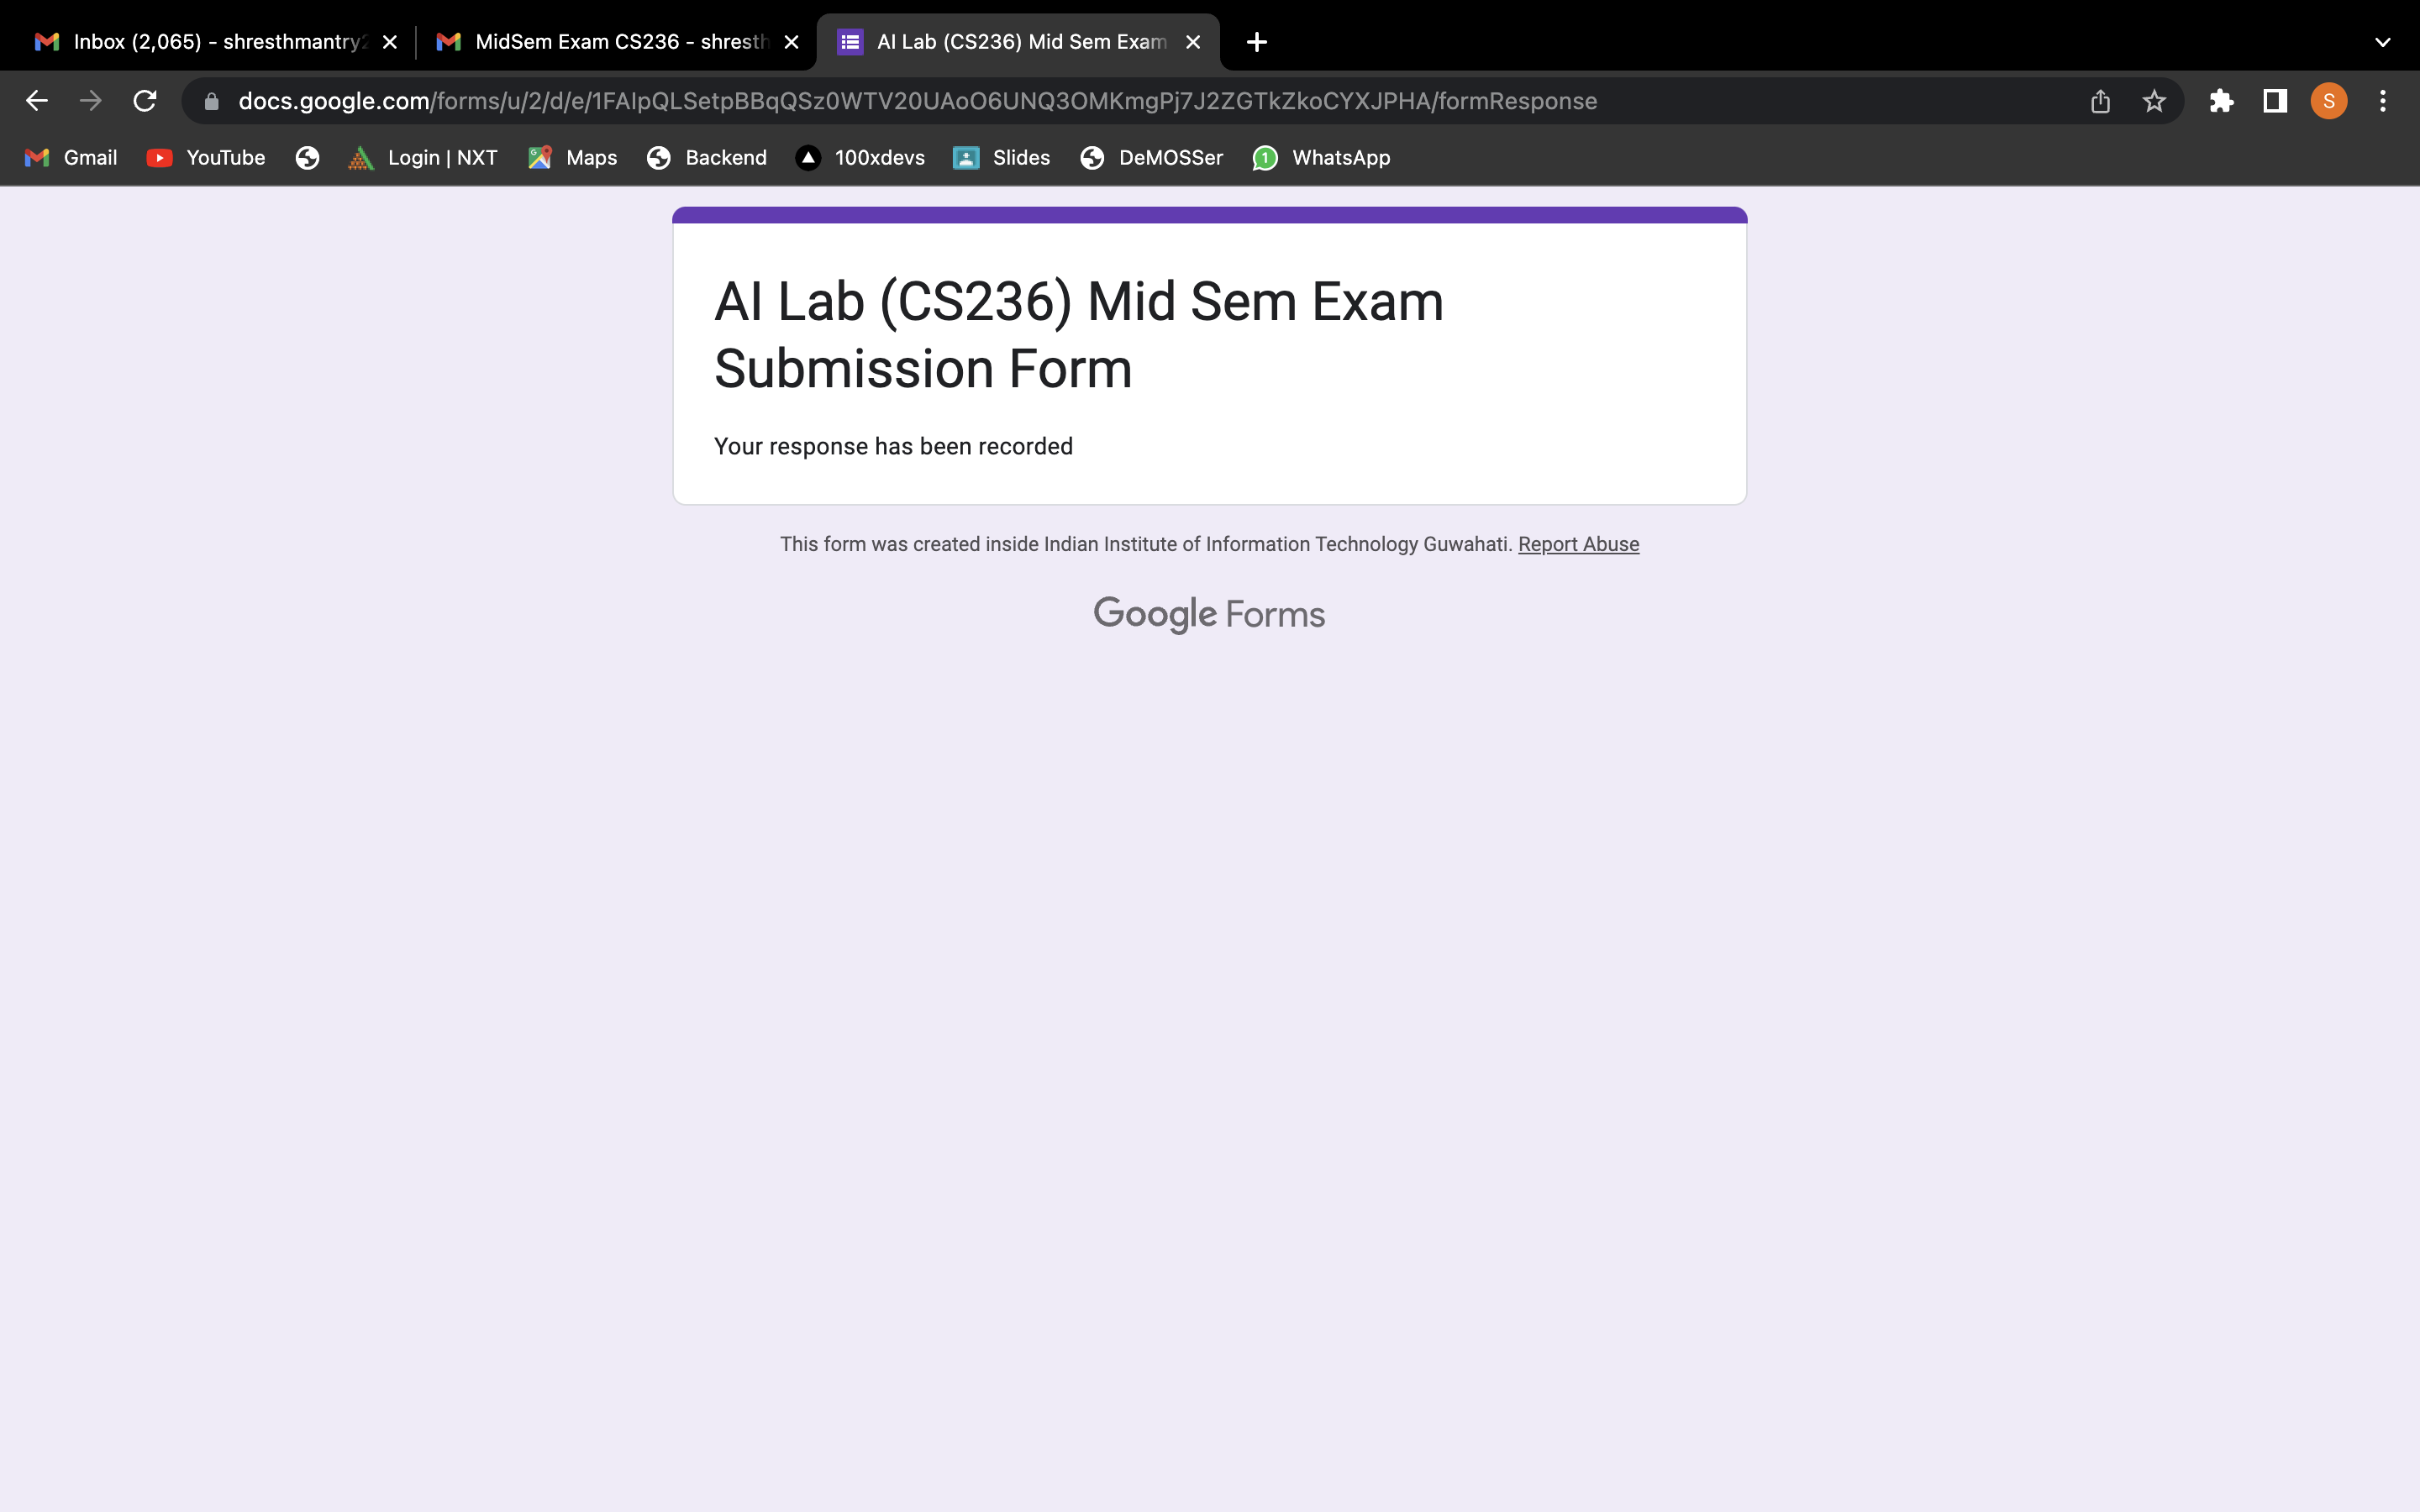 Inbox (2,065) - shresthmantry2
MidSem Exam CS236 - shresth
AI Lab (CS236) Mid Sem Exam
docs.google.com/forms/u/2/d/e/1FAIpQLSetpBBqQSz0WTV20UAoO6UNQ3OMKmgPj7J2ZGTkZkoCYXJPHA/formResponse
S
Gmail
YouTube
Login | NXT
Maps
Backend
100xdevs
Slides
DeMOSSer
1
WhatsApp
AI Lab (CS236) Mid Sem Exam
Submission Form
Your response has been recorded
This form was created inside Indian Institute of Information Technology Guwahati. Report Abuse
Google Forms